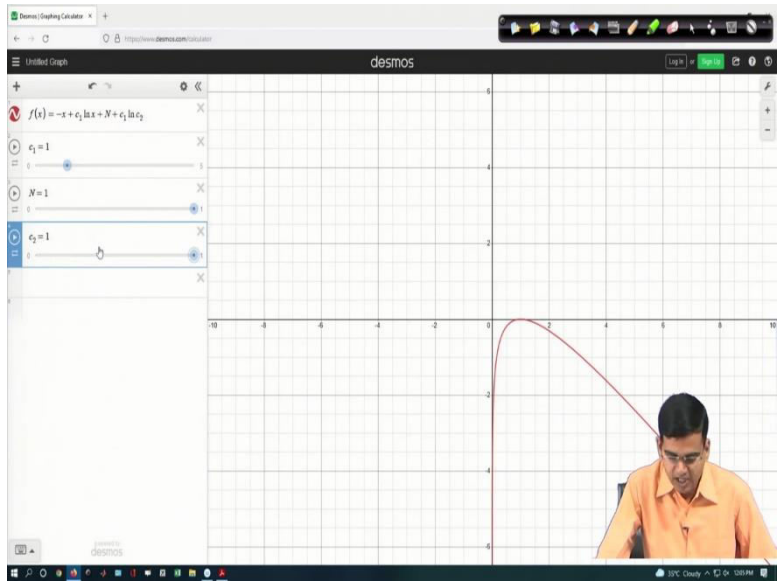 Desmos | Graphing Calculator × +
https://www.desmos.com/calculator
Untitled Graph
desmos
Log In or Sign Up
f(x) = −x + c₁ ln x + N + c₁ ln c₂
c₁ = 1
0
N = 1
0 1
c₂ = 1
0 1
6
4
2
-10 -8 -6 -4 -2 0 2 4 6 8 10
-2
-4
-6
powered by
desmos
Cloudy